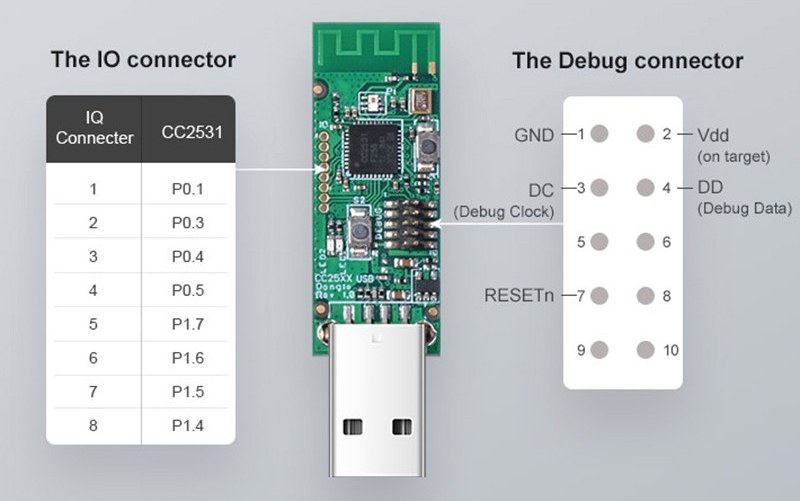 The IO connector
IQ Connecter CC2531
1 P0.1
2 P0.3
3 P0.4
4 P0.5
5 P1.7
6 P1.6
7 P1.5
8 P1.4
P1
CC2531
S2
DEBUG
CC25XX USB
Dongle
Rev 1.0
The Debug connector
GND 1 2 Vdd
(on target)
DC 3 4 DD
(Debug Clock) (Debug Data)
5 6
RESETn 7 8
9 10